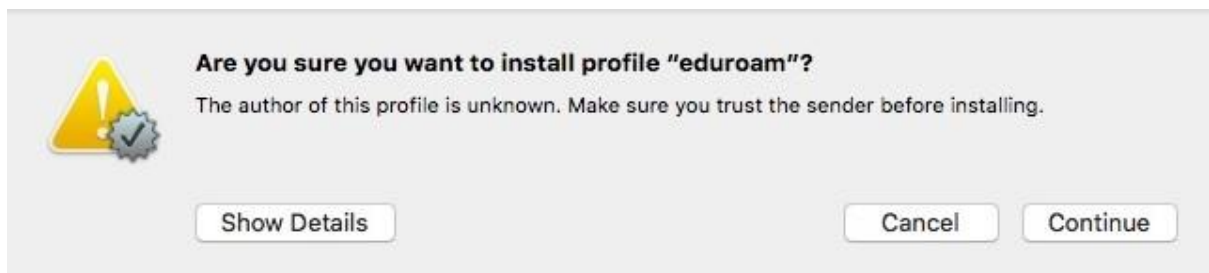 Are you sure you want to install profile “eduroam”?
The author of this profile is unknown. Make sure you trust the sender before installing.
Show Details
Cancel
Continue